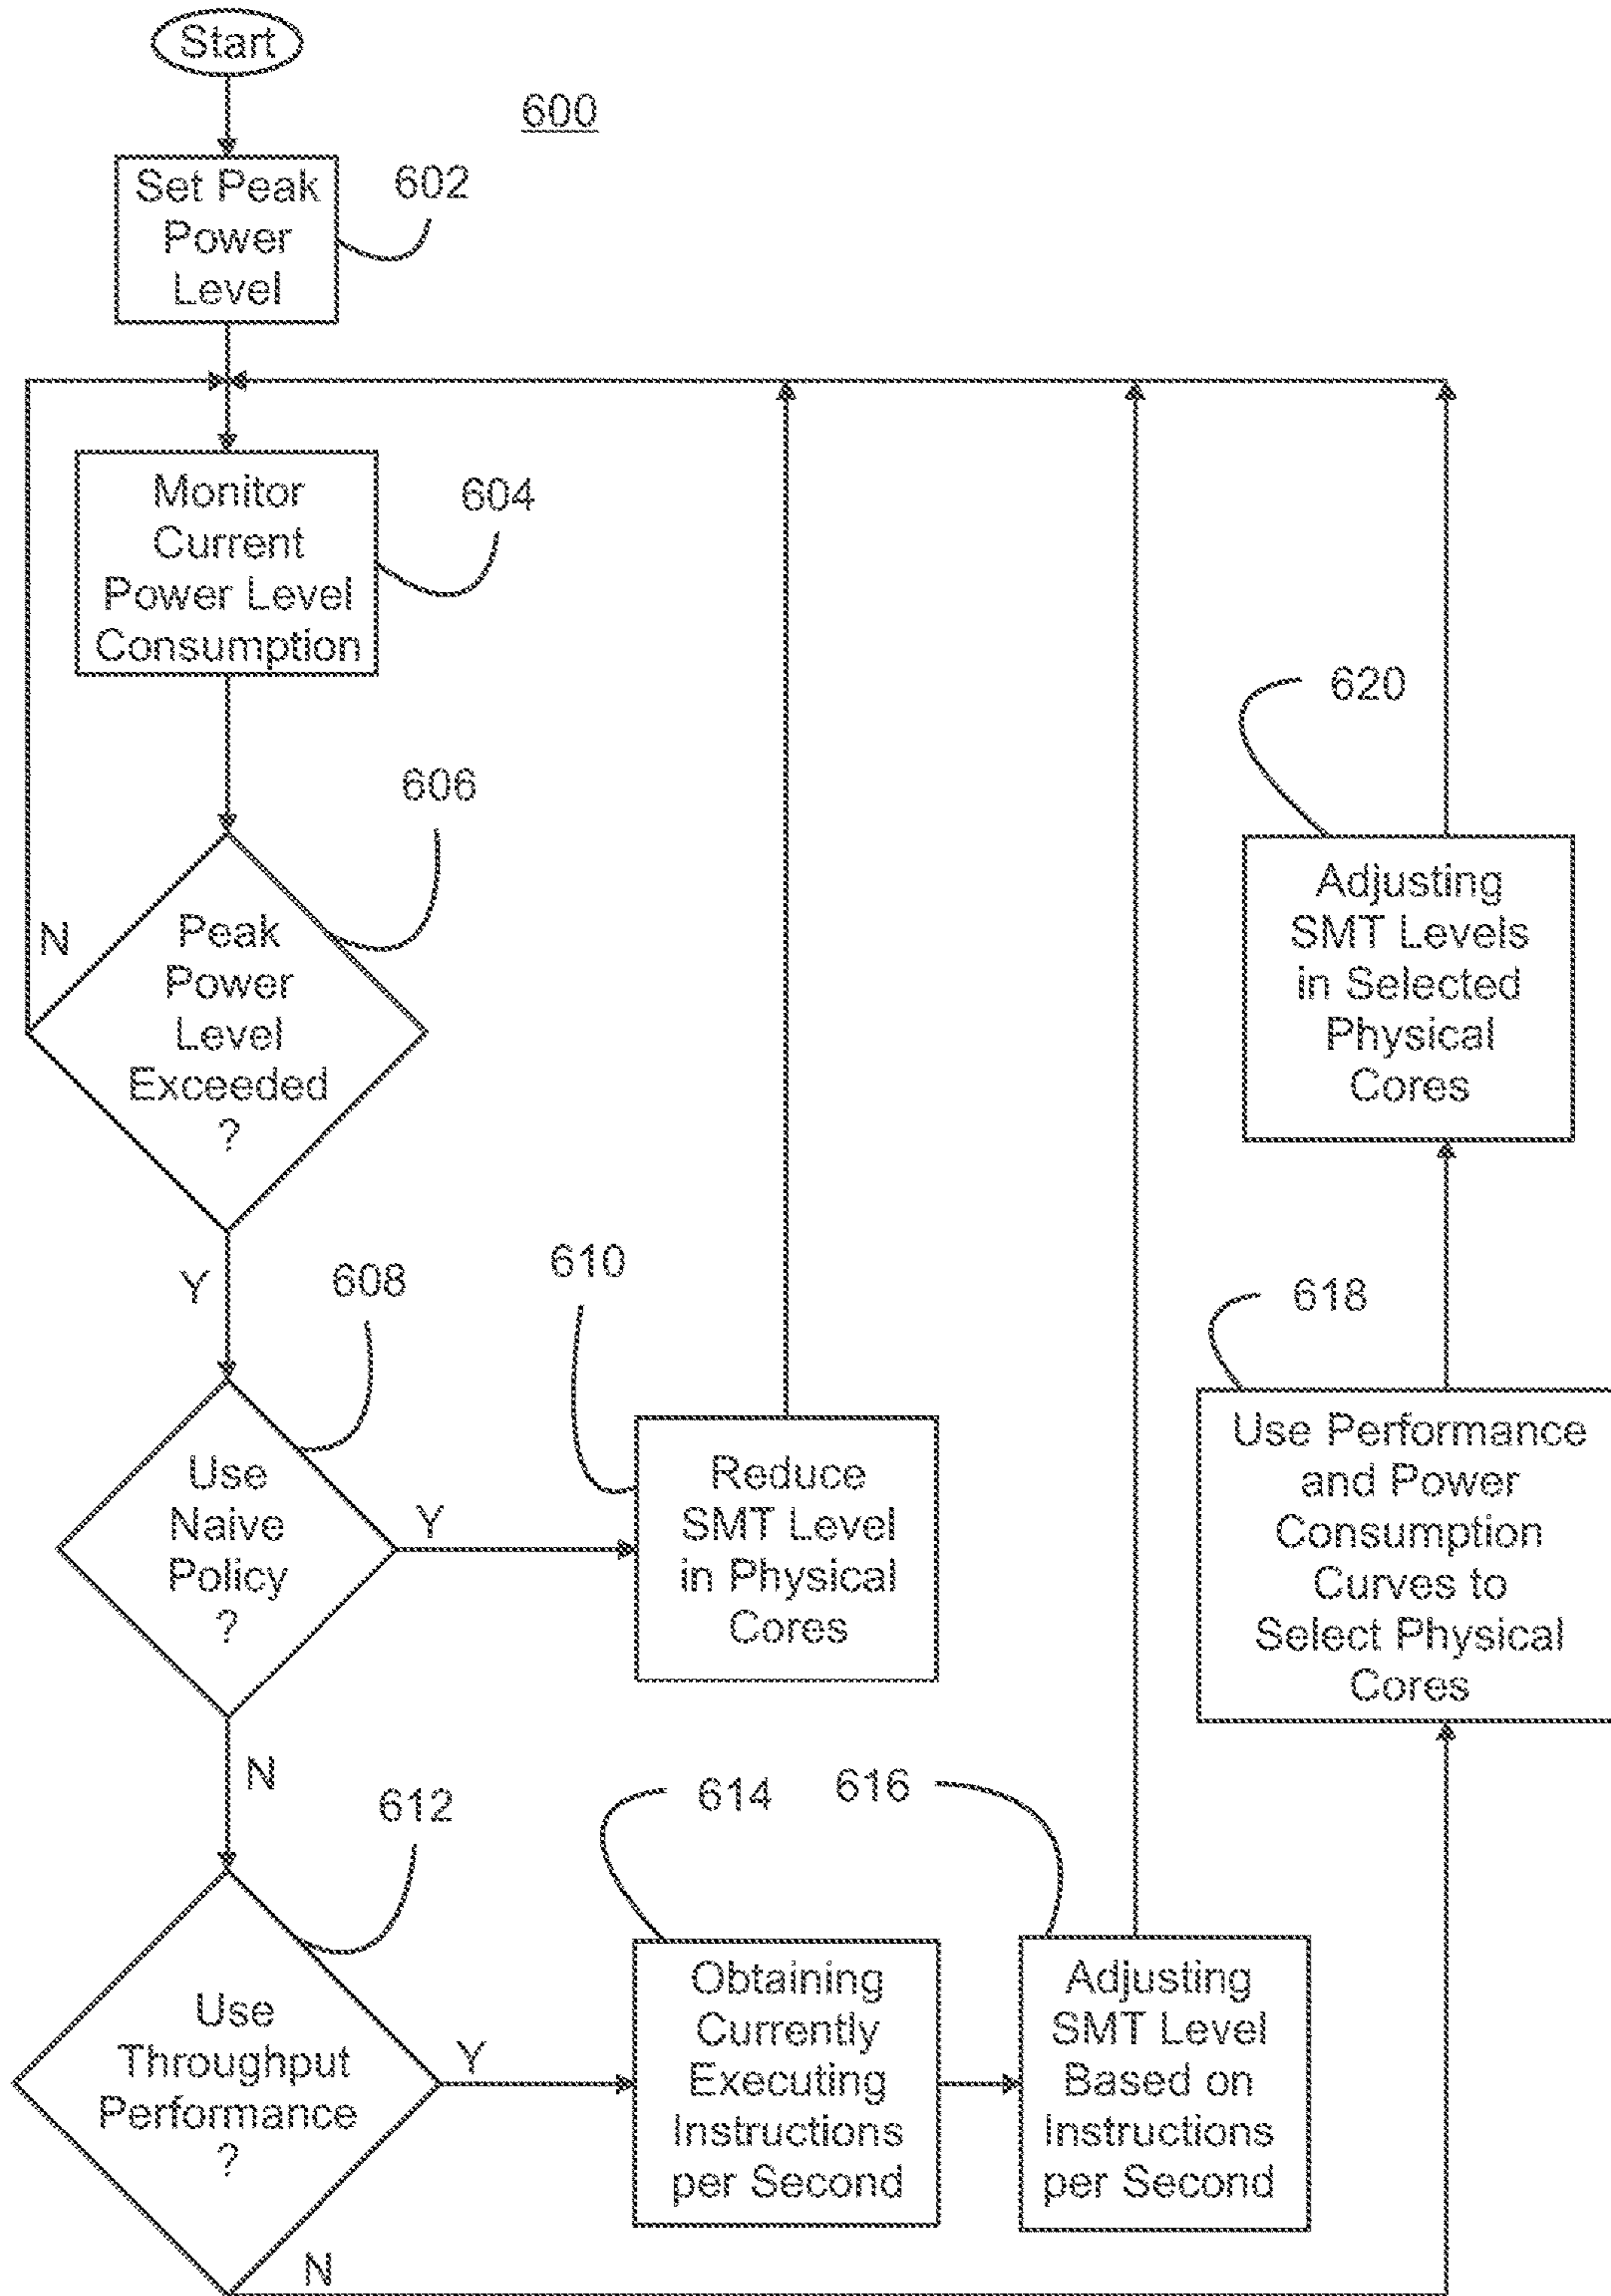 Start
600
Set Peak
Power
Level
602
Monitor
Current
Power Level
Consumption
604
Peak
Power
Level
Exceeded
?
606
N
Y
Use
Naive
Policy
?
608
Y
N
Reduce
SMT Level
in Physical
Cores
610
Use
Throughput
Performance
?
612
Y
N
Obtaining
Currently
Executing
Instructions
per Second
614
Adjusting
SMT Level
Based on
Instructions
per Second
616
Use Performance
and Power
Consumption
Curves to
Select Physical
Cores
618
Adjusting
SMT Levels
in Selected
Physical
Cores
620